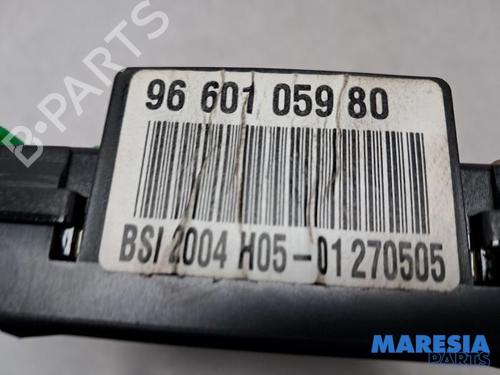 96 601 059 80
BSI 2004 H05-01 270505
B-PARTS
MARESIA
PARTS